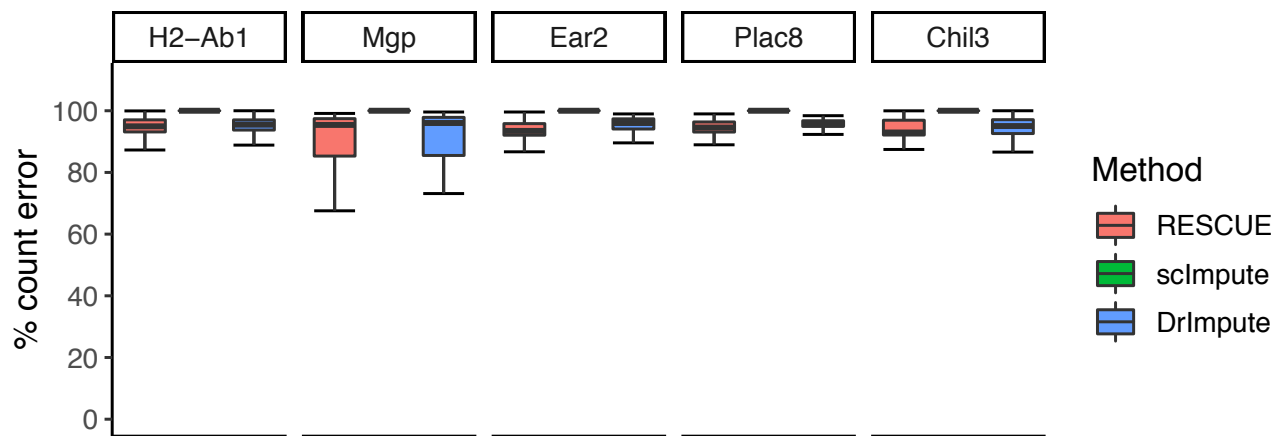 H2−Ab1 Mgp Ear2 Plac8 Chil3
% count error
100
80
60
40
20
0
Method
RESCUE
scImpute
DrImpute